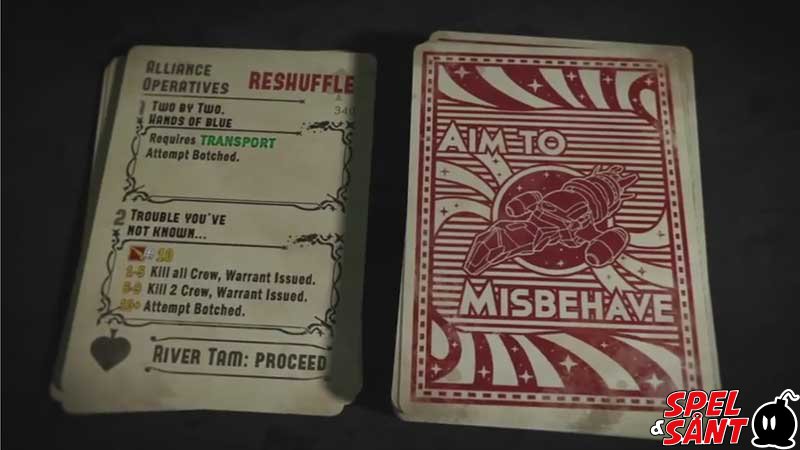 ALLIANCE
OPERATIVES
RESHUFFLE
1 TWO BY TWO.
HANDS OF BLUE
Requires TRANSPORT
Attempt Botched.
2 TROUBLE YOU'VE
NOT KNOWN...
10
1-5 Kill all Crew, Warrant Issued.
6-9 Kill 2 Crew, Warrant Issued.
10+ Attempt Botched.
RIVER TAM: PROCEED
AIM TO
MISBEHAVE
SPEL
& SÅNT